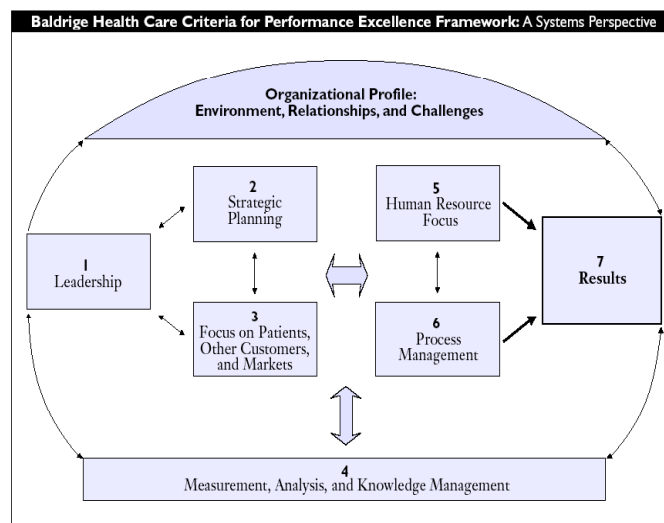 Baldrige Health Care Criteria for Performance Excellence Framework: A Systems Perspective
Organizational Profile:
Environment, Relationships, and Challenges
2
Strategic
Planning
5
Human Resource
Focus
1
Leadership
7
Results
3
Focus on Patients,
Other Customers,
and Markets
6
Process
Management
4
Measurement, Analysis, and Knowledge Management